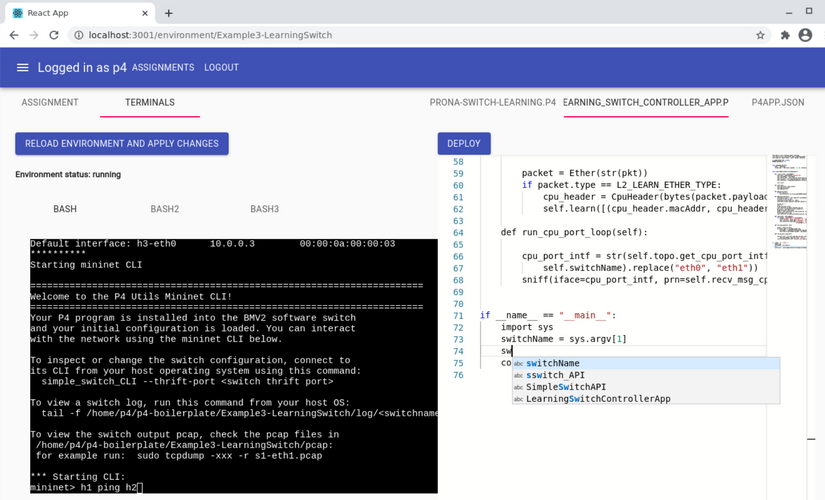 React App
localhost:3001/environment/Example3-LearningSwitch
Logged in as p4 ASSIGNMENTS LOGOUT
ASSIGNMENT TERMINALS
PRONA-SWITCH-LEARNING.P4 EARNING_SWITCH_CONTROLLER_APP.P P4APP.JSON
RELOAD ENVIRONMENT AND APPLY CHANGES
Environment status: running
BASH BASH2 BASH3
Default interface: h3-eth0 10.0.0.3 00:00:0a:00:00:03
**********
Starting mininet CLI
======================================================================
Welcome to the P4 Utils Mininet CLI!
======================================================================
Your P4 program is installed into the BMV2 software switch
and your initial configuration is loaded. You can interact
with the network using the mininet CLI below.
To inspect or change the switch configuration, connect to
its CLI from your host operating system using this command:
simple_switch_CLI --thrift-port <switch thrift port>
To view a switch log, run this command from your host OS:
tail -f /home/p4/p4-boilerplate/Example3-LearningSwitch/log/<switchname
To view the switch output pcap, check the pcap files in
/home/p4/p4-boilerplate/Example3-LearningSwitch/pcap:
for example run: sudo tcpdump -xxx -r s1-eth1.pcap
*** Starting CLI:
mininet> h1 ping h2
DEPLOY
58
59 packet = Ether(str(pkt))
60 if packet.type == L2_LEARN_ETHER_TYPE:
61 cpu_header = CpuHeader(bytes(packet.payload
62 self.learn([(cpu_header.macAddr, cpu_header
63
64 def run_cpu_port_loop(self):
65
66 cpu_port_intf = str(self.topo.get_cpu_port_intf
67 self.switchName).replace("eth0", "eth1"))
68 sniff(iface=cpu_port_intf, prn=self.recv_msg_cp
69
70
71 if __name__ == "__main__":
72 import sys
73 switchName = sys.argv[1]
74 sw
75 co
76
abc switchName
abc sswitch_API
abc SimpleSwitchAPI
abc LearningSwitchControllerApp